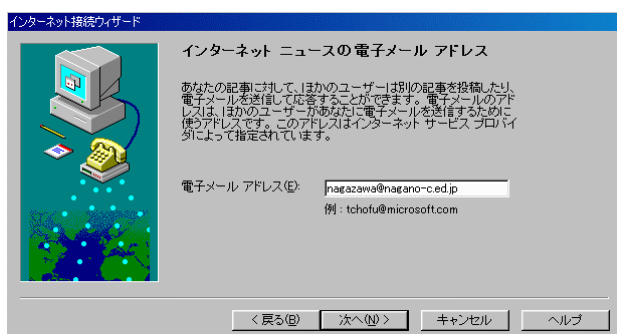 インターネット接続ウィザード
インターネット ニュースの電子メール アドレス
あなたの記事に対して、ほかのユーザーは別の記事を投稿したり、
電子メールを送信して応答することができます。電子メールのアド
レスは、ほかのユーザーがあなたに電子メールを送信するために
使うアドレスです。このアドレスはインターネット サービス プロバイ
ダによって指定されています。
電子メール アドレス(E):
nagazawa@nagano-c.ed.jp
例 : tchofu@microsoft.com
< 戻る(B)
次へ(N) >
キャンセル
ヘルプ